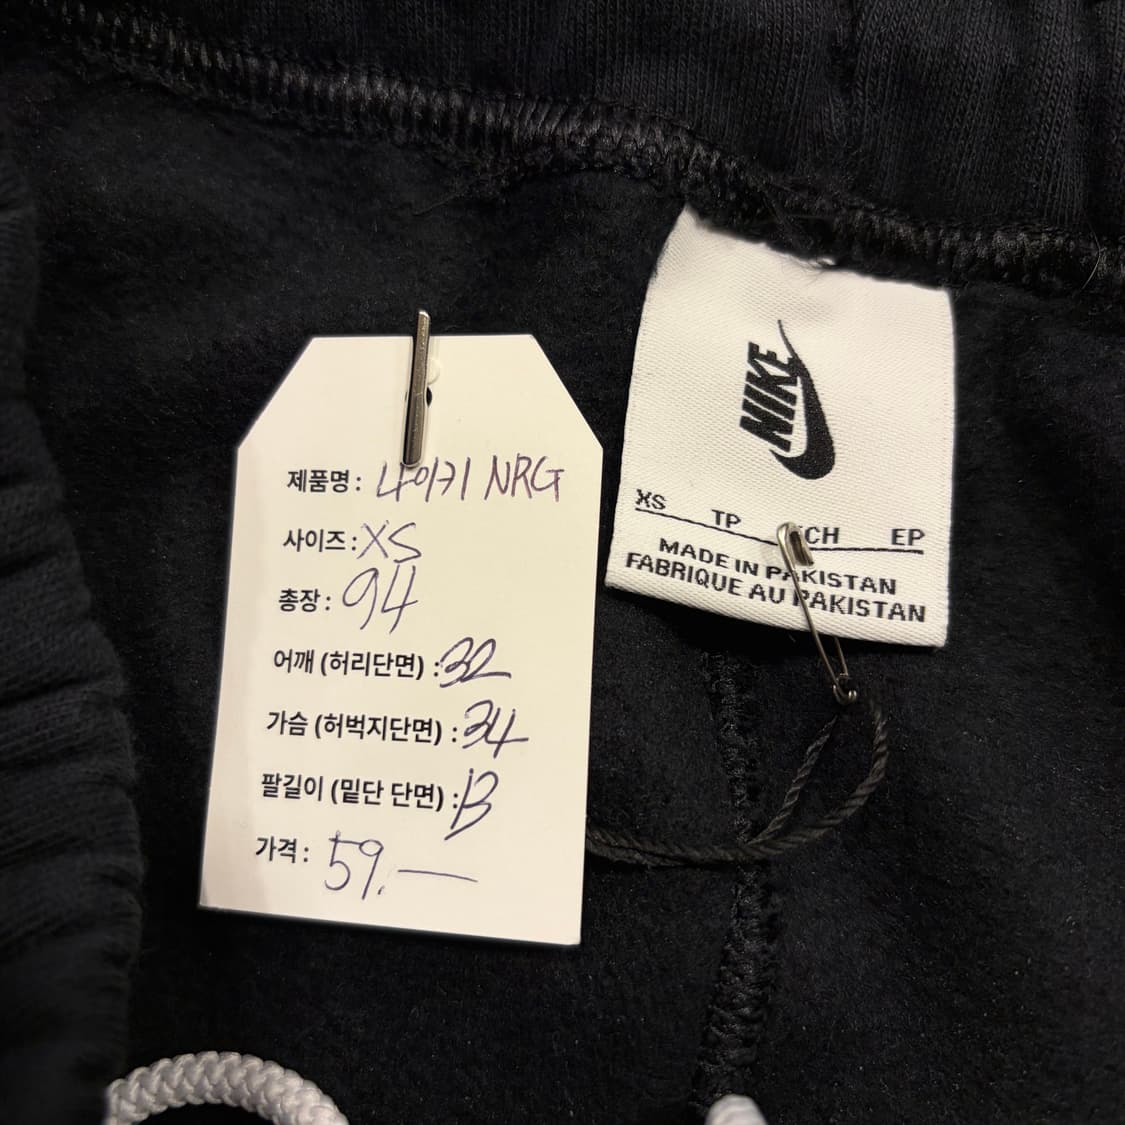 제품명 : 나이키 NRG
사이즈 : XS
총장 : 94
어깨 (허리단면) : 32
가슴 (허벅지단면) : 34
팔길이 (밑단 단면) : 13
가격 : 59.—
NIKE
XS TP CH EP
MADE IN PAKISTAN
FABRIQUE AU PAKISTAN